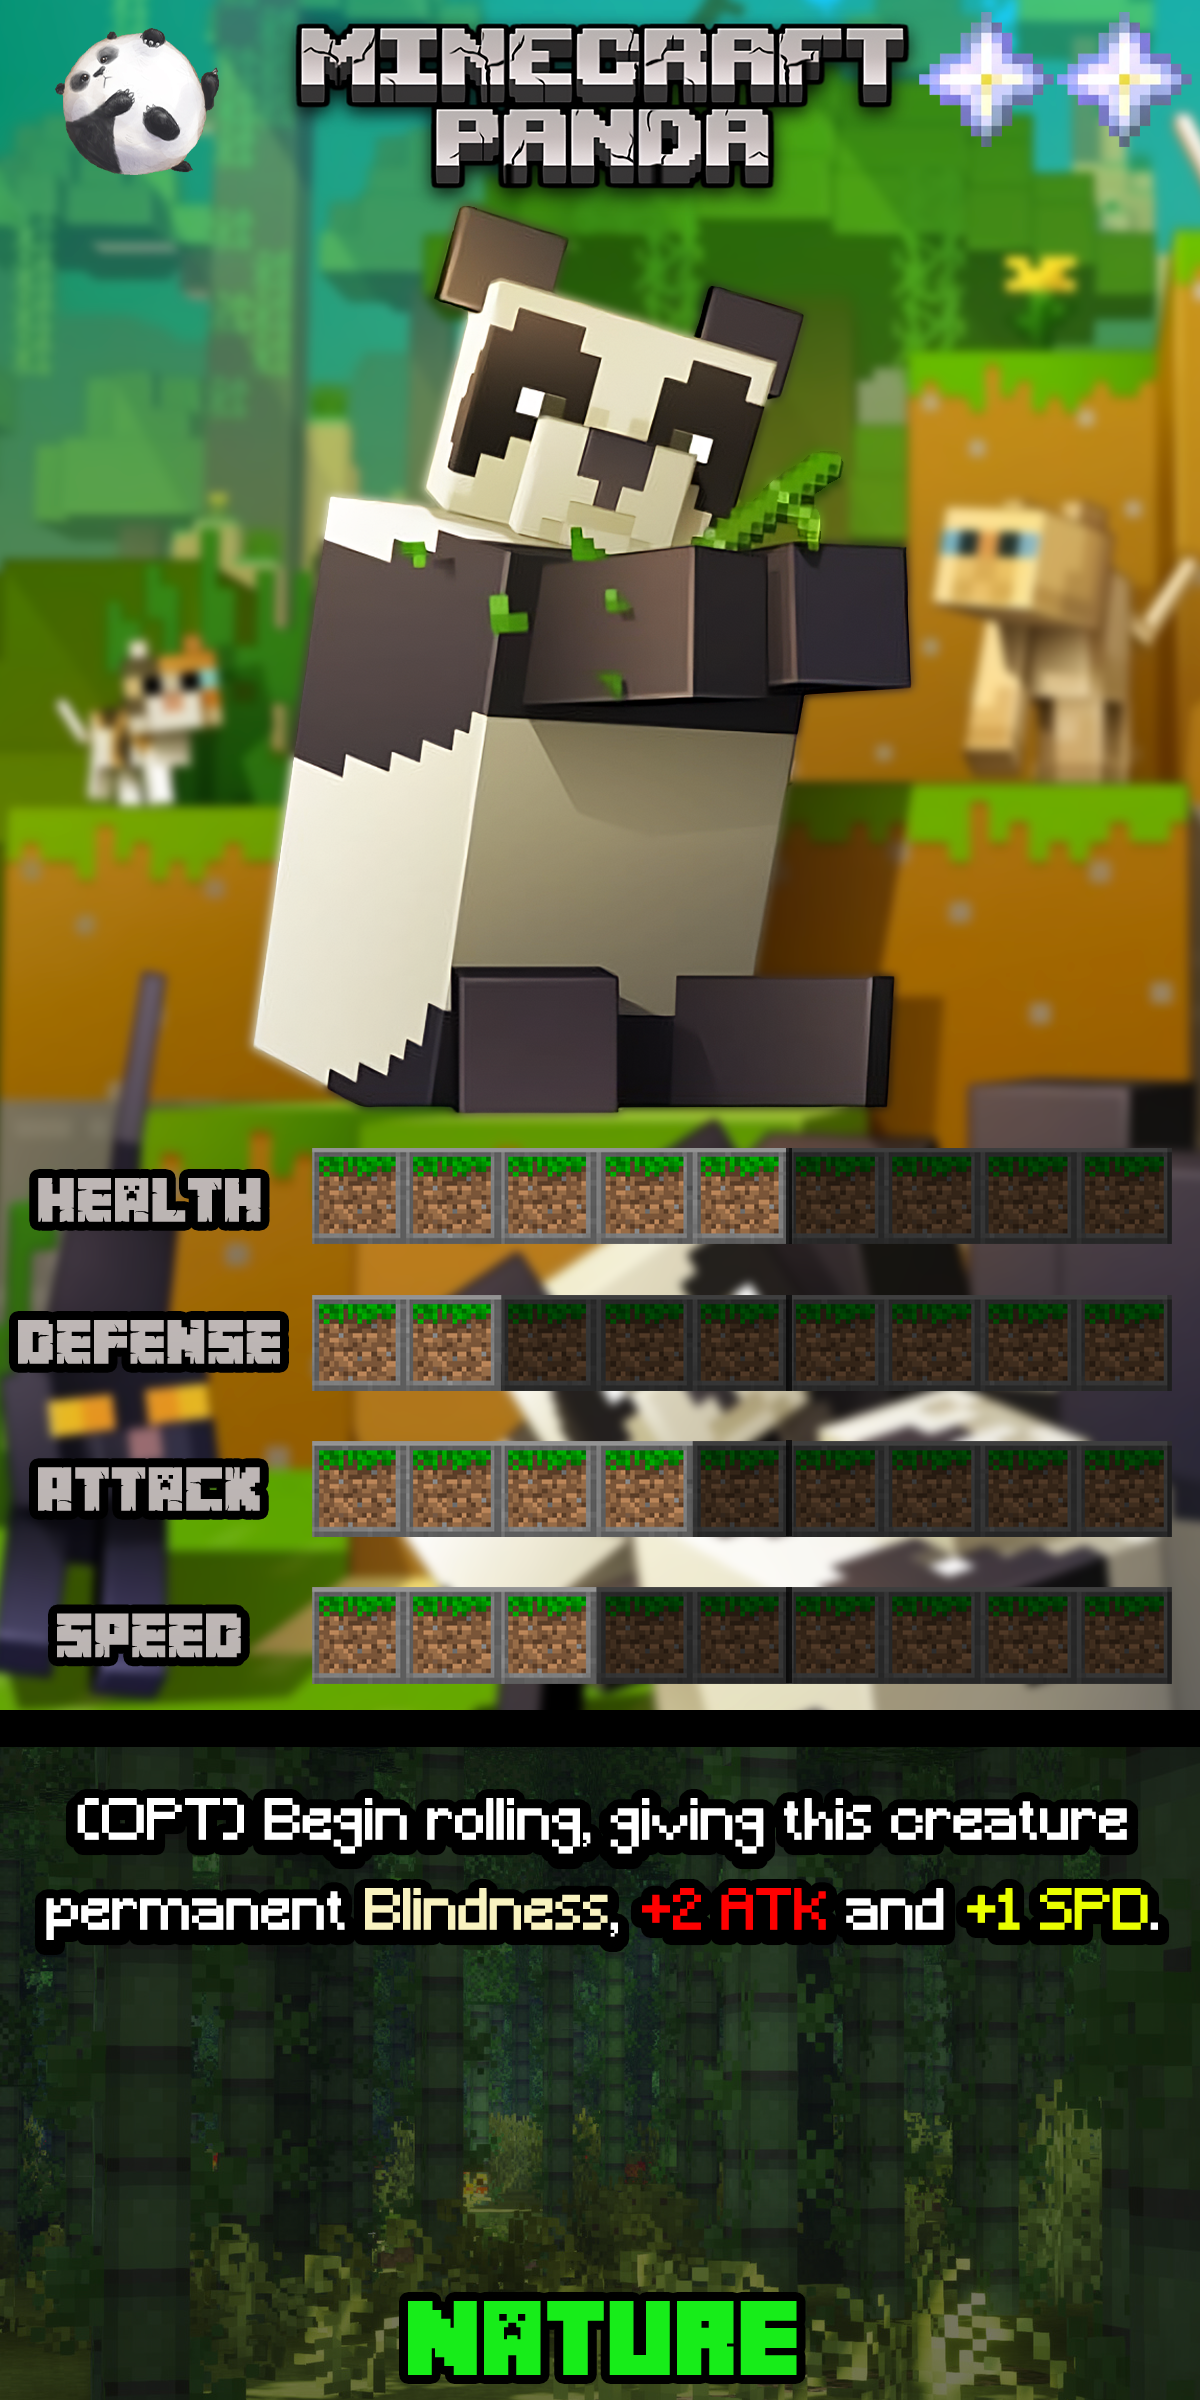 MINECRAFT
PANDA
HEALTH
DEFENSE
ATTACK
SPEED
(OPT) Begin rolling, giving this creature
permanent Blindness, +2 ATK and +1 SPD.
NATURE